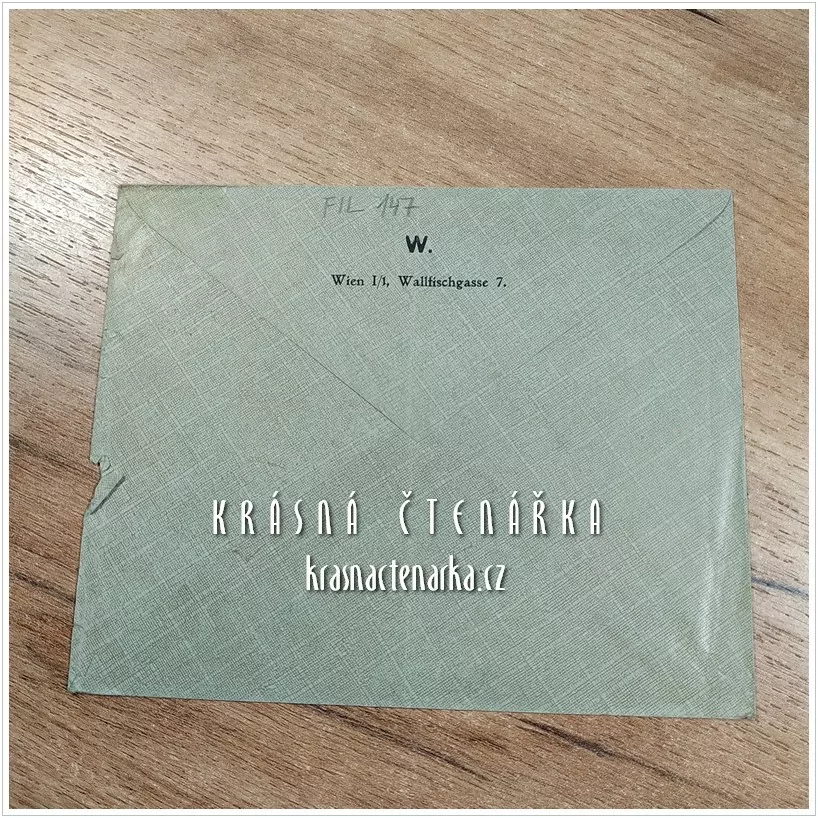 FIL 147
W.
Wien I/1, Wallfischgasse 7.
KRÁSNÁ ČTENÁŘKA
krasnactenarka.cz